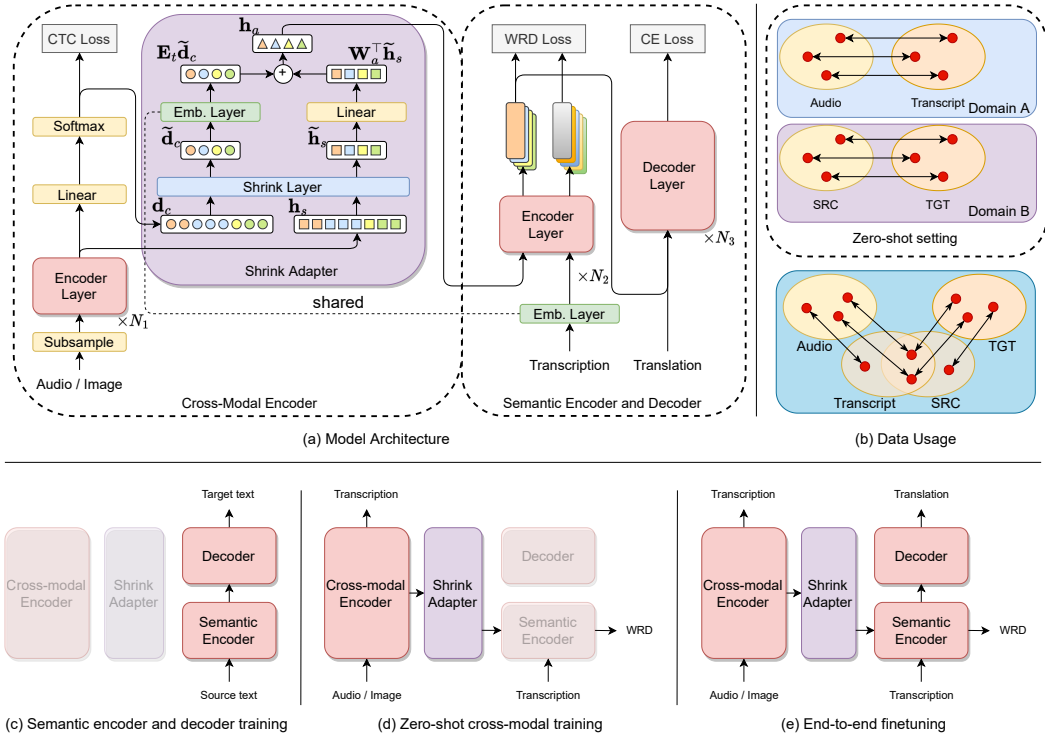 CTC Loss
Softmax
Linear
Encoder
Layer
×N₁
Subsample
Audio / Image
h_a
E_t d̃_c
W_a^⊤ h̃_s
+
Emb. Layer
Linear
d̃_c
h̃_s
Shrink Layer
d_c
h_s
Shrink Adapter
shared
Cross-Modal Encoder
WRD Loss
CE Loss
Decoder
Layer
×N₃
Encoder
Layer
×N₂
Emb. Layer
Transcription
Translation
Semantic Encoder and Decoder
(a) Model Architecture
Audio
Transcript
Domain A
SRC
TGT
Domain B
Zero-shot setting
Audio
TGT
Transcript
SRC
(b) Data Usage
Target text
Cross-modal
Encoder
Shrink
Adapter
Decoder
Semantic
Encoder
Source text
(c) Semantic encoder and decoder training
Transcription
Cross-modal
Encoder
Shrink
Adapter
Decoder
Semantic
Encoder
WRD
Audio / Image
Transcription
(d) Zero-shot cross-modal training
Transcription
Translation
Cross-modal
Encoder
Shrink
Adapter
Decoder
Semantic
Encoder
WRD
Audio / Image
Transcription
(e) End-to-end finetuning